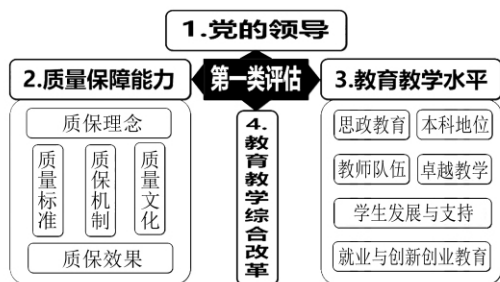 1.党的领导
2.质量保障能力
第一类评估
3.教育教学水平
质保理念
质量标准
质保机制
质量文化
质保效果
4.教育教学综合改革
思政教育
本科地位
教师队伍
卓越教学
学生发展与支持
就业与创新创业教育